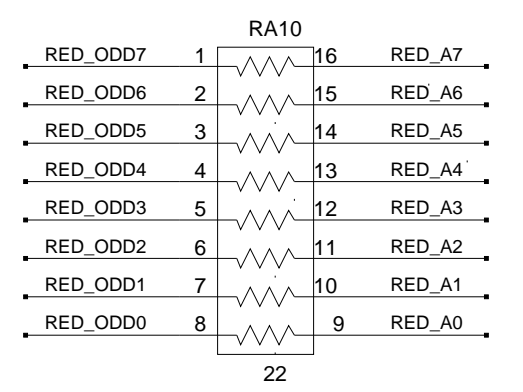 RA10
RED_ODD7 1 16 RED_A7
RED_ODD6 2 15 RED_A6
RED_ODD5 3 14 RED_A5
RED_ODD4 4 13 RED_A4
RED_ODD3 5 12 RED_A3
RED_ODD2 6 11 RED_A2
RED_ODD1 7 10 RED_A1
RED_ODD0 8 9 RED_A0
22